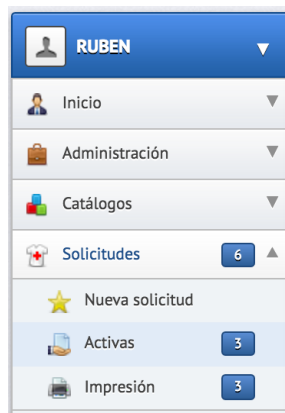 RUBEN
Inicio
Administración
Catálogos
Solicitudes 6
Nueva solicitud
Activas 3
Impresión 3